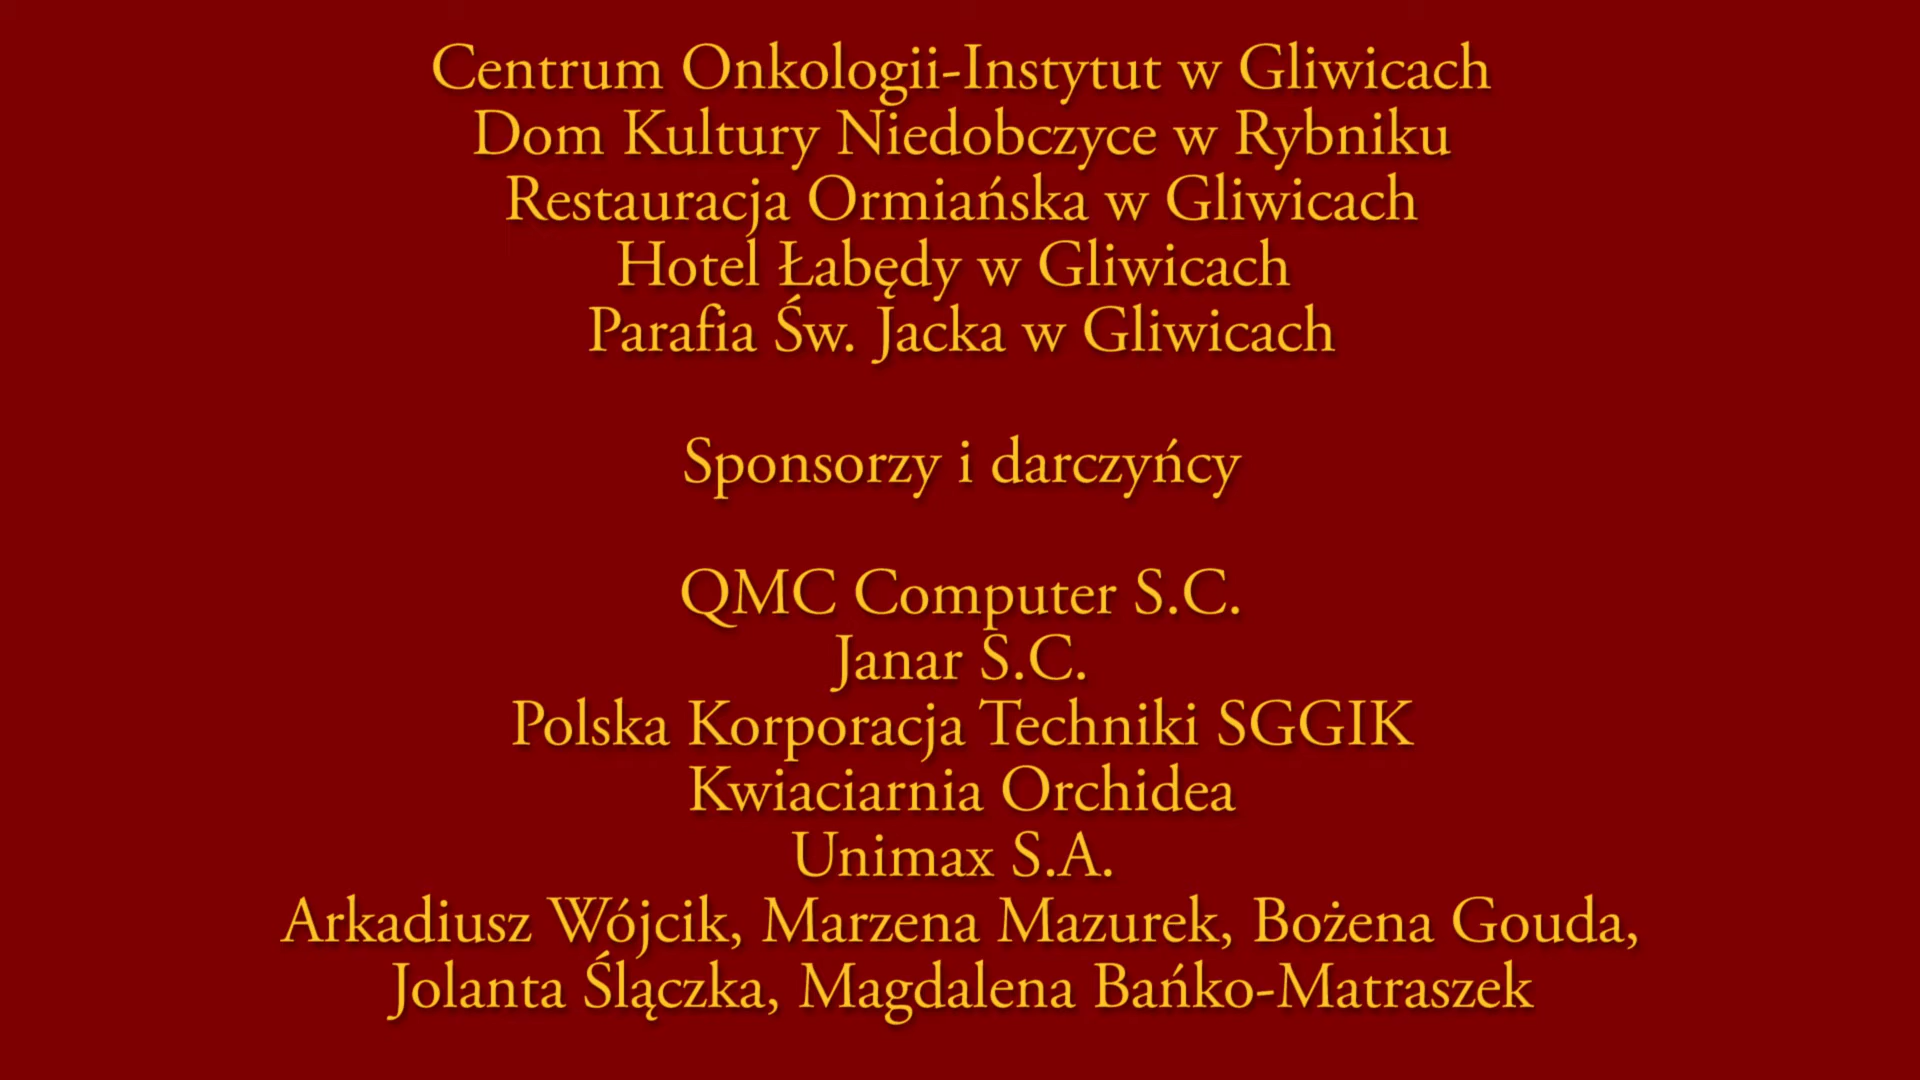 Centrum Onkologii-Instytut w Gliwicach
Dom Kultury Niedobczyce w Rybniku
Restauracja Ormiańska w Gliwicach
Hotel Łabędy w Gliwicach
Parafia Św. Jacka w Gliwicach
Sponsorzy i darczyńcy
QMC Computer S.C.
Janar S.C.
Polska Korporacja Techniki SGGIK
Kwiaciarnia Orchidea
Unimax S.A.
Arkadiusz Wójcik, Marzena Mazurek, Bożena Gouda,
Jolanta Ślączka, Magdalena Bańko-Matraszek